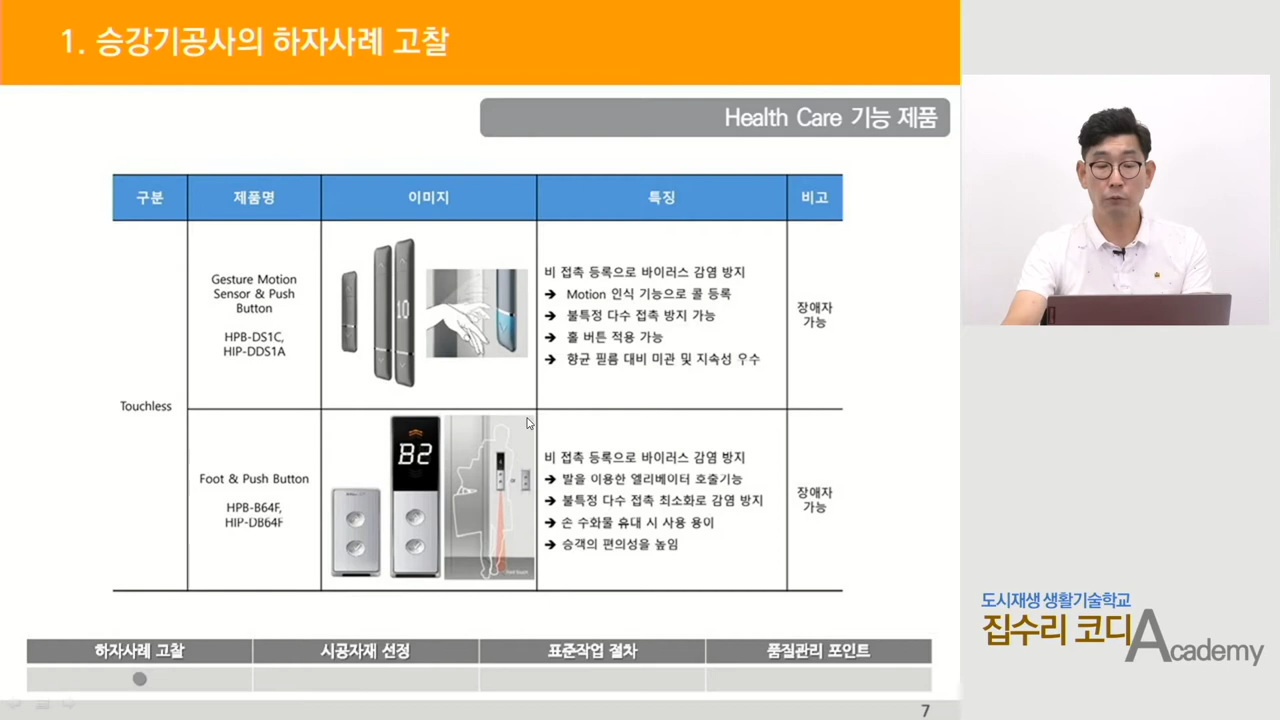 1. 승강기공사의 하자사례 고찰
Health Care 기능 제품
구분 제품명 이미지 특징 비고
Touchless
Gesture Motion
Sensor & Push
Button
HPB-DS1C,
HIP-DDS1A
10
비 접촉 등록으로 바이러스 감염 방지
➔ Motion 인식 기능으로 콜 등록
➔ 불특정 다수 접촉 방지 가능
➔ 홀 버튼 적용 가능
➔ 향균 필름 대비 미관 및 지속성 우수
장애자
가능
Foot & Push Button
HPB-B64F,
HIP-DB64F
B2
비 접촉 등록으로 바이러스 감염 방지
➔ 발을 이용한 엘리베이터 호출기능
➔ 불특정 다수 접촉 최소화로 감염 방지
➔ 손 수화물 휴대 시 사용 용이
➔ 승객의 편의성을 높임
장애자
가능
하자사례 고찰 시공자재 선정 표준작업 절차 품질관리 포인트
7
도시재생 생활기술학교
집수리 코디 Academy